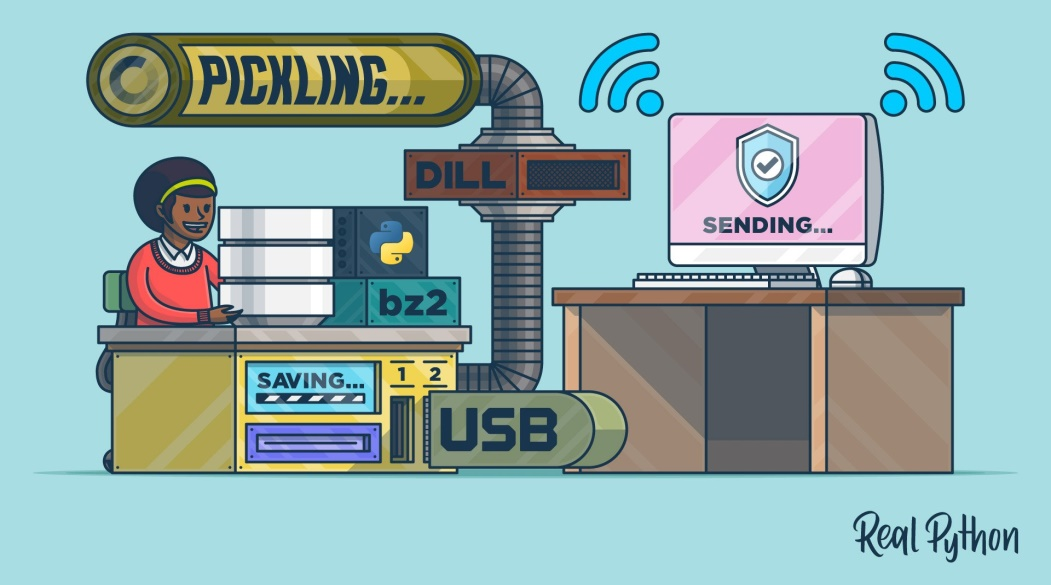 PICKLING...
DILL
SENDING...
bz2
SAVING...
1 2
USB
Real Python